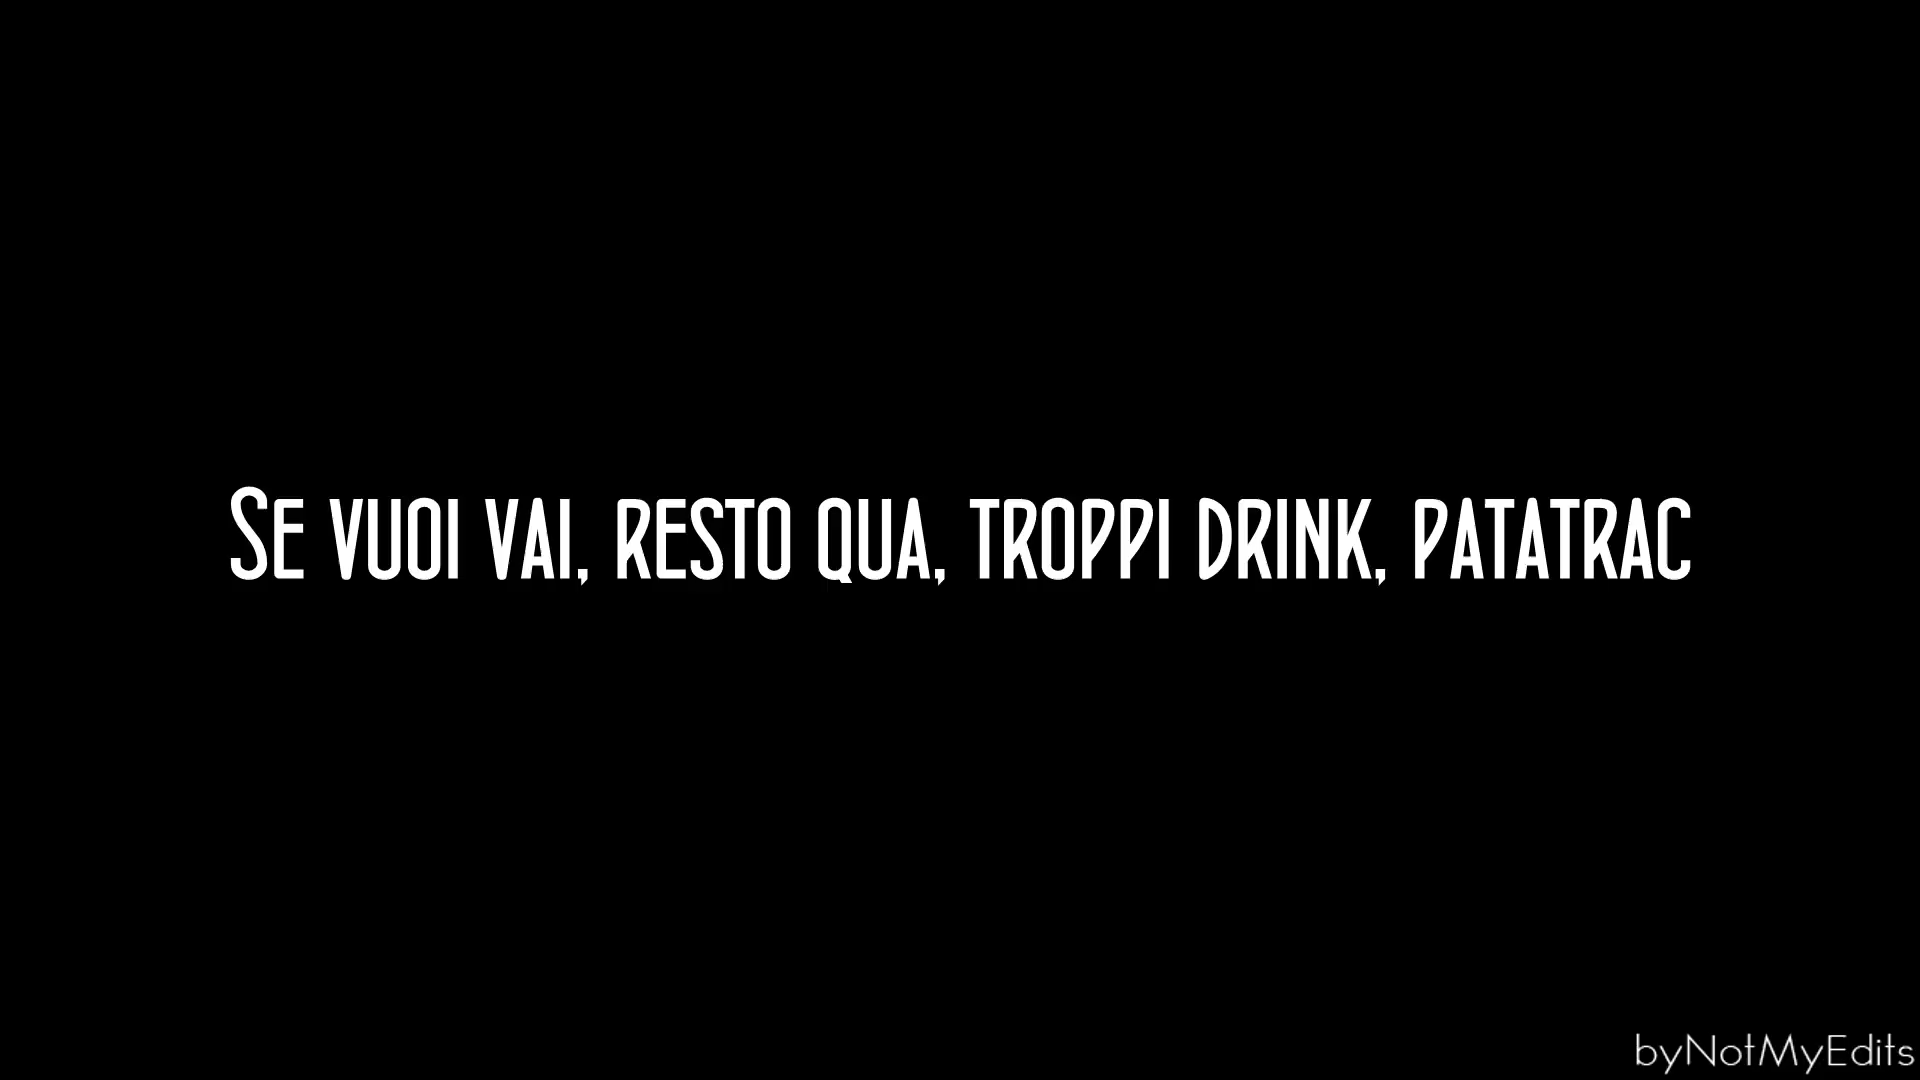 Se vuoi vai, resto qua, troppi drink, patatrac
byNotMyEdits